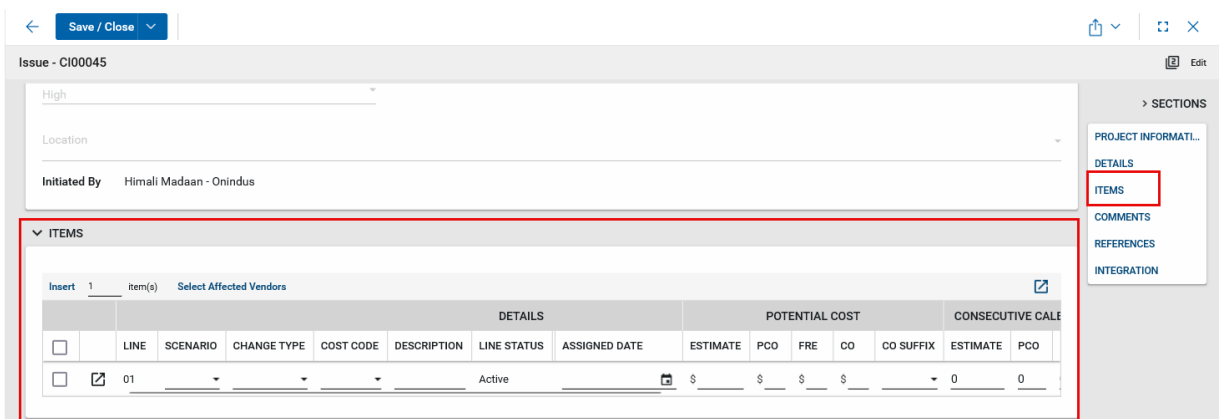 Save / Close
Issue - CI00045
Edit
High
Location
Initiated By Himali Madaan - Onindus
> SECTIONS
PROJECT INFORMATI...
DETAILS
ITEMS
COMMENTS
REFERENCES
INTEGRATION
ITEMS
Insert 1 item(s) Select Affected Vendors
DETAILS POTENTIAL COST CONSECUTIVE CALE
LINE SCENARIO CHANGE TYPE COST CODE DESCRIPTION LINE STATUS ASSIGNED DATE ESTIMATE PCO FRE CO CO SUFFIX ESTIMATE PCO
01 Active $ $ $ $ 0 0